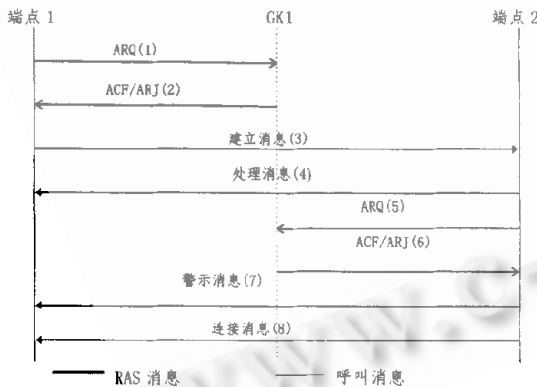 端点 1 GK1 端点 2
ARQ(1)
ACF/ARJ(2)
建立消息(3)
处理消息(4)
ARQ(5)
ACF/ARJ(6)
警示消息(7)
连接消息(8)
RAS 消息 呼叫消息